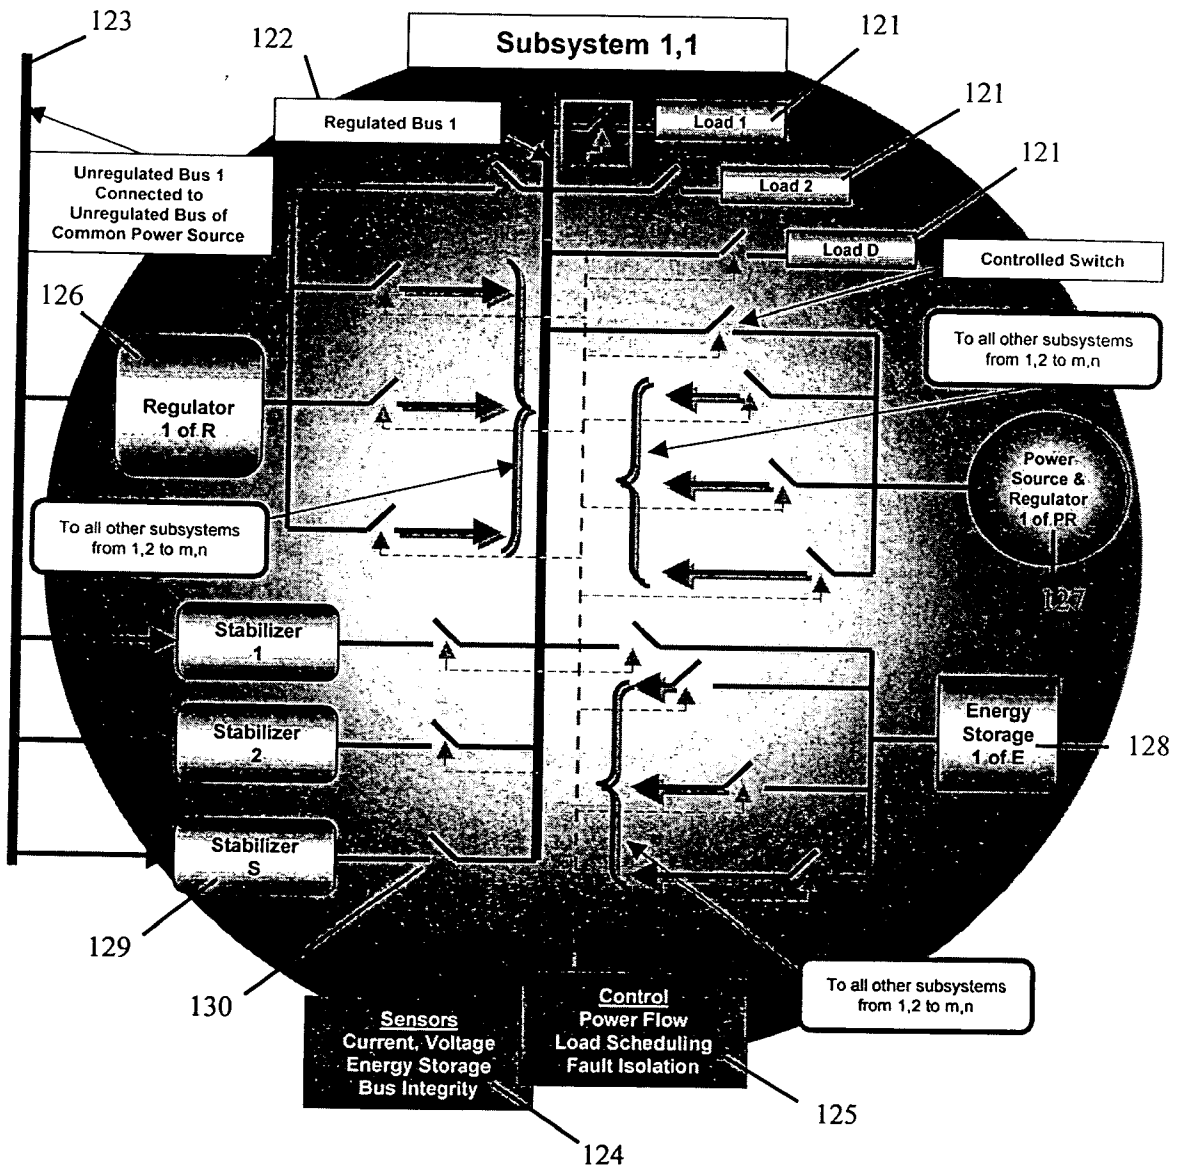 123
122
Subsystem 1,1
121
Regulated Bus 1
Load 1
121
Unregulated Bus 1
Connected to
Unregulated Bus of
Common Power Source
Load 2
121
Load D
Controlled Switch
126
To all other subsystems
from 1,2 to m,n
Regulator
1 of R
Power
Source &
Regulator
1 of PR
To all other subsystems
from 1,2 to m,n
127
Stabilizer
1
Stabilizer
2
Energy
Storage
1 of E
128
Stabilizer
S
129
130
To all other subsystems
from 1,2 to m,n
Sensors
Current, Voltage
Energy Storage
Bus Integrity
Control
Power Flow
Load Scheduling
Fault Isolation
125
124